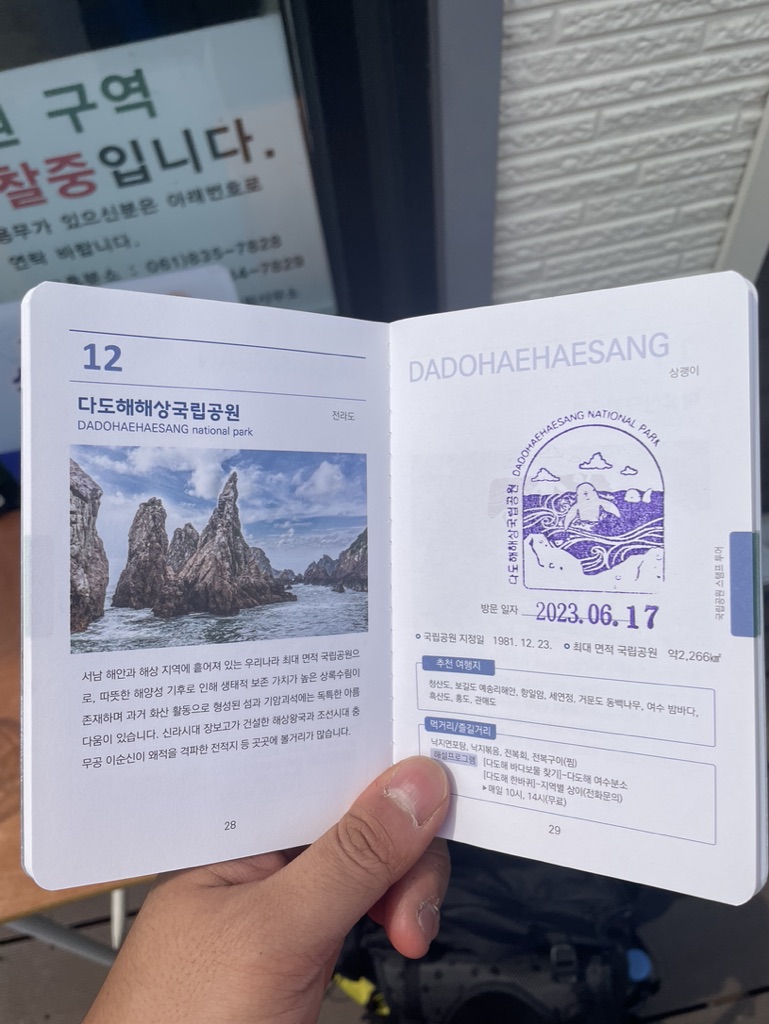 구역
찰중입니다.
있으신분은 아래번호로
연락 바랍니다.
061)835-7828
12
다도해해상국립공원
전라도
DADOHAEHAESANG national park
서남 해안과 해상 지역에 흩어져 있는 우리나라 최대 면적 국립공원으
로, 따뜻한 해양성 기후로 인해 생태적 보존 가치가 높은 상록수림이
존재하며 과거 화산 활동으로 형성된 섬과 기암괴석에는 독특한 아름
다움이 있습니다. 신라시대 장보고가 건설한 해상왕국과 조선시대 충
무공 이순신이 왜적을 격파한 전적지 등 곳곳에 볼거리가 많습니다.
28
DADOHAEHAESANG
상괭이
다도해해상국립공원 DADOHAEHAESANG NATIONAL PARK
방문 일자 2023.06.17
국립공원 지정일 1981. 12. 23. 최대 면적 국립공원 약2,266㎢
추천 여행지
청산도, 보길도 예송리해안, 향일암, 세연정, 거문도 동백나무, 여수 밤바다,
흑산도, 홍도, 관매도
먹거리/즐길거리
낙지연포탕, 낙지볶음, 전복회, 전복구이(찜)
해설프로그램 [다도해 바다보물 찾기]-다도해 여수분소
[다도해 한바퀴]-지역별 상이(전화문의)
▶매일 10시, 14시(무료)
29
국립공원 스탬프 투어